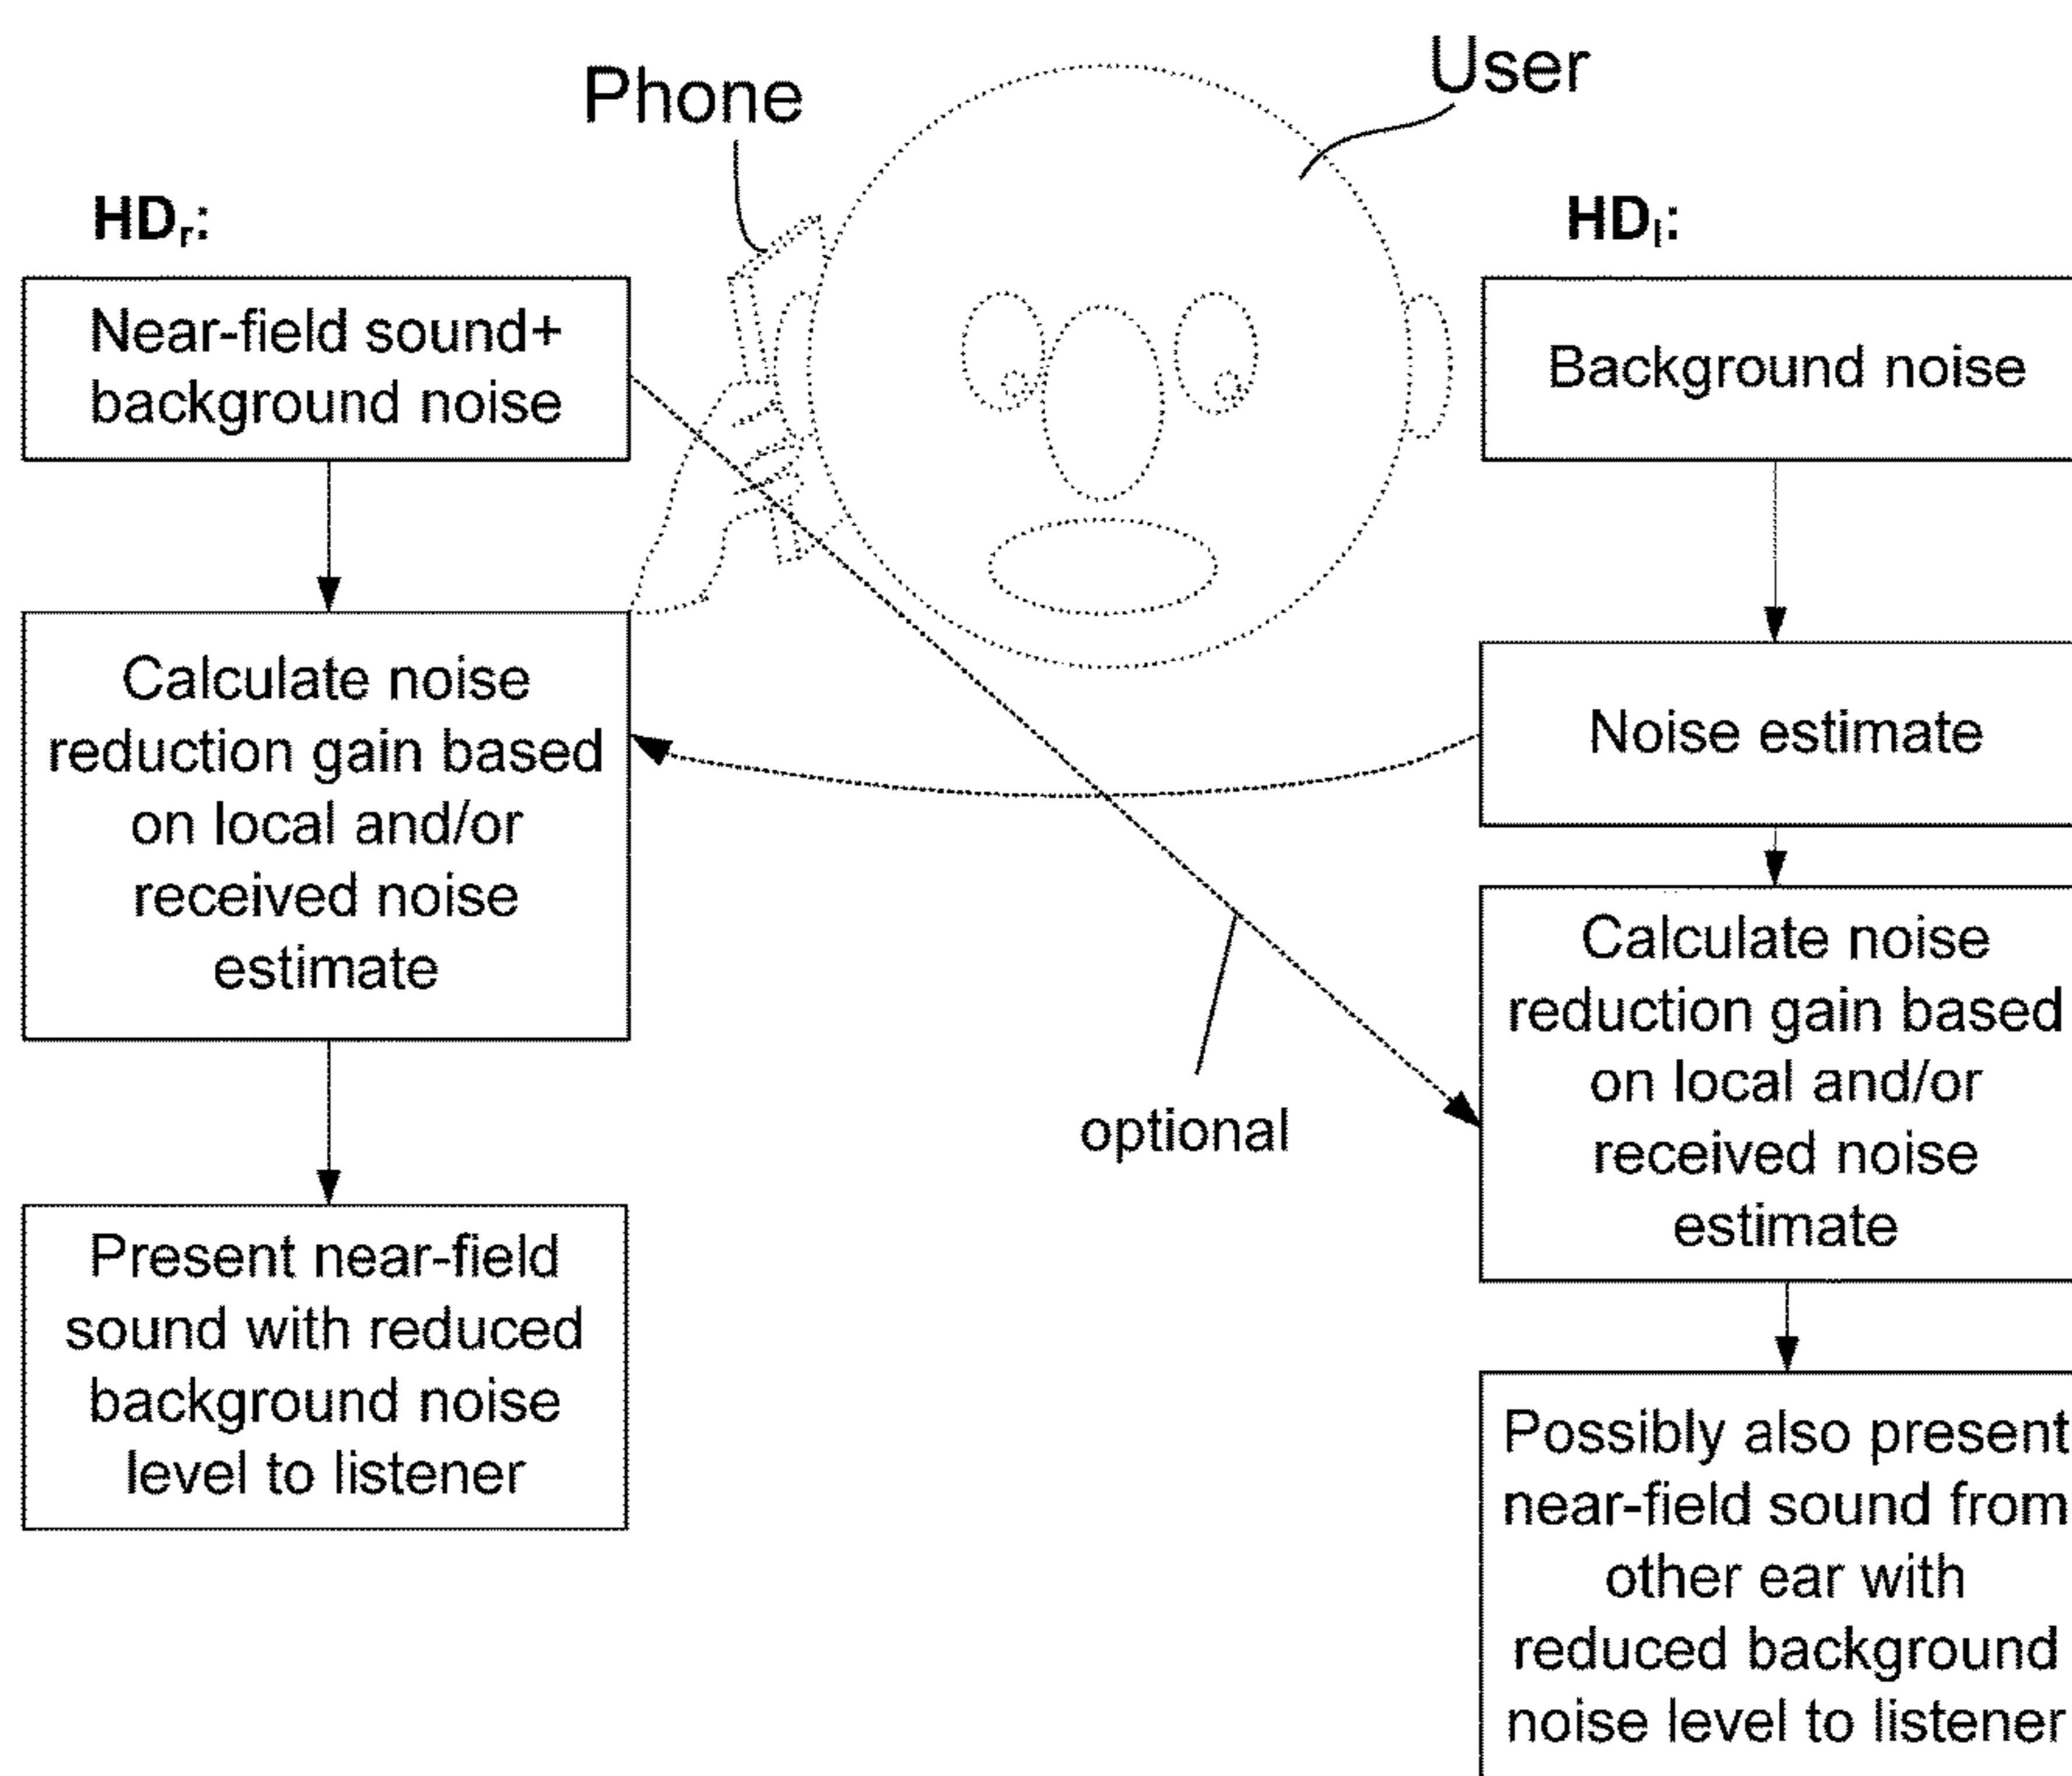 Phone
User
HDr:
Near-field sound+
background noise
Calculate noise
reduction gain based
on local and/or
received noise
estimate
Present near-field
sound with reduced
background noise
level to listener
optional
HDl:
Background noise
Noise estimate
Calculate noise
reduction gain based
on local and/or
received noise
estimate
Possibly also present
near-field sound from
other ear with
reduced background
noise level to listener